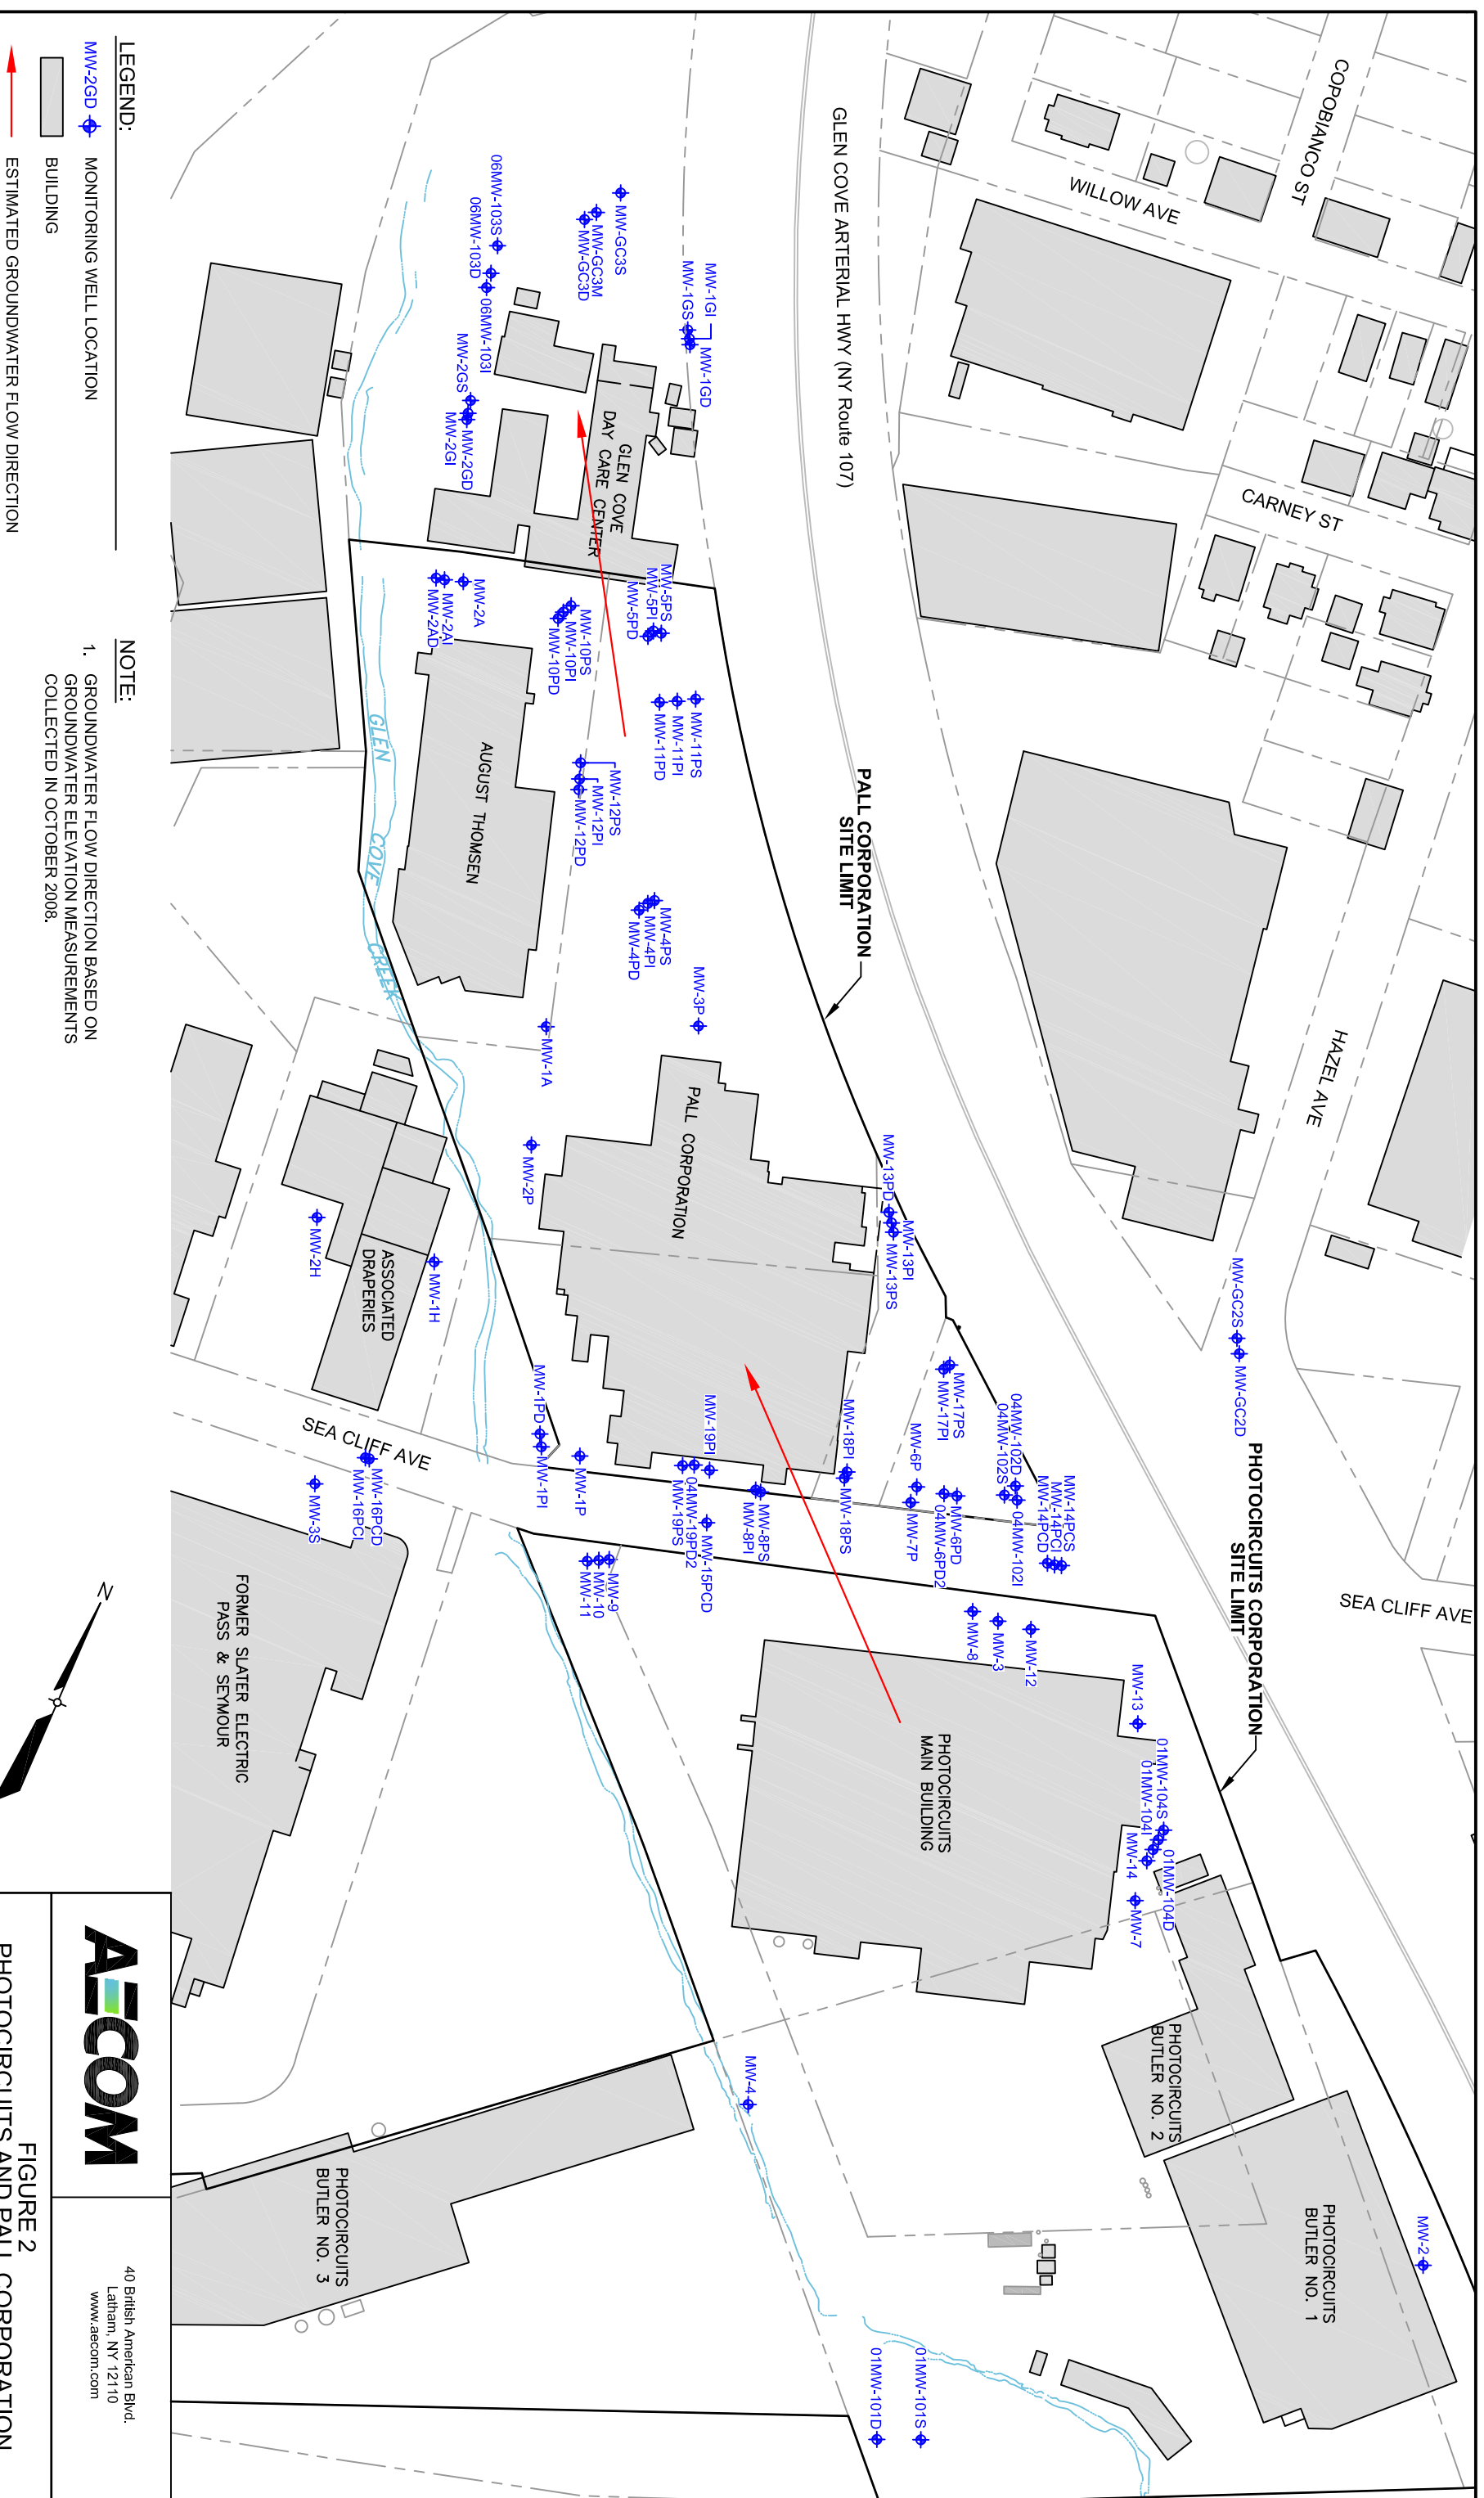 COPOBIANCO ST
WILLOW AVE
CARNEY ST
HAZEL AVE
SEA CLIFF AVE
GLEN COVE ARTERIAL HWY (NY Route 107)
PALL CORPORATION
SITE LIMIT
PHOTOCIRCUITS CORPORATION
SITE LIMIT
MW-GC2S
MW-GC2D
MW-GC3S
MW-GC3M
MW-GC3D
06MW-103S
06MW-103D
06MW-103I
MW-1GI
MW-1GS
MW-1GD
MW-2GS
MW-2GD
MW-2GI
GLEN COVE
DAY CARE CENTER
MW-5PS
MW-5PI
MW-5PD
MW-2A
MW-2AI
MW-2AD
MW-10PS
MW-10PI
MW-10PD
MW-11PS
MW-11PI
MW-11PD
MW-12PS
MW-12PI
MW-12PD
AUGUST THOMSEN
GLEN COVE CREEK
MW-4PS
MW-4PI
MW-4PD
MW-3P
MW-1A
MW-2P
PALL CORPORATION
MW-13PD
MW-13PI
MW-13PS
MW-2H
MW-1H
ASSOCIATED
DRAPERIES
MW-17PS
MW-17PI
04MW-102D
04MW-102S
04MW-102I
MW-14PCS
MW-14PCI
MW-14PCD
MW-6P
MW-7P
MW-6PD
04MW-6PD2
MW-18PI
MW-18PS
MW-19PI
04MW-19PD2
MW-19PS
MW-8PS
MW-8PI
MW-15PCD
MW-1PD
MW-1PI
MW-1P
SEA CLIFF AVE
MW-16PCD
MW-16PCI
MW-3S
MW-9
MW-10
MW-11
MW-12
MW-3
MW-8
MW-13
01MW-104S
01MW-104I
01MW-104D
MW-14
MW-7
PHOTOCIRCUITS
MAIN BUILDING
FORMER SLATER ELECTRIC
PASS & SEYMOUR
PHOTOCIRCUITS
BUTLER NO. 2
PHOTOCIRCUITS
BUTLER NO. 1
PHOTOCIRCUITS
BUTLER NO. 3
MW-4
MW-2
01MW-101S
01MW-101D
LEGEND:
MW-2GD MONITORING WELL LOCATION
BUILDING
ESTIMATED GROUNDWATER FLOW DIRECTION
NOTE:
1. GROUNDWATER FLOW DIRECTION BASED ON
GROUNDWATER ELEVATION MEASUREMENTS
COLLECTED IN OCTOBER 2008.
N
AECOM
40 British American Blvd.
Latham, NY 12110
www.aecom.com
FIGURE 2
PHOTOCIRCUITS AND PALL CORPORATION